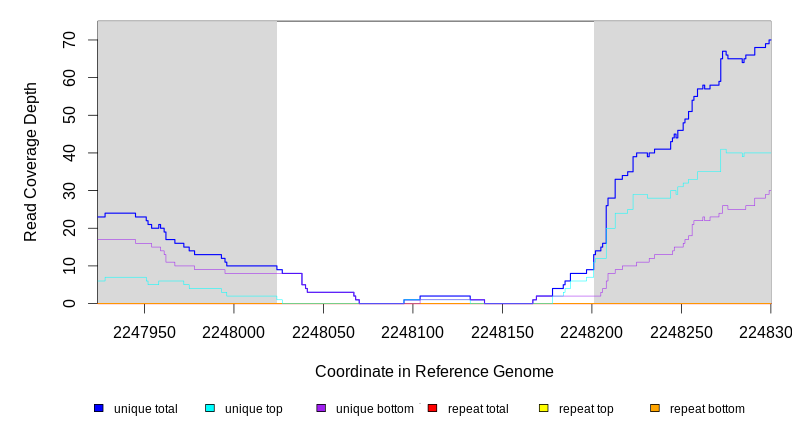 Read Coverage Depth
70
60
50
40
30
20
10
0
2247950 2248000 2248050 2248100 2248150 2248200 2248250 224830
Coordinate in Reference Genome
unique total unique top unique bottom repeat total repeat top repeat bottom